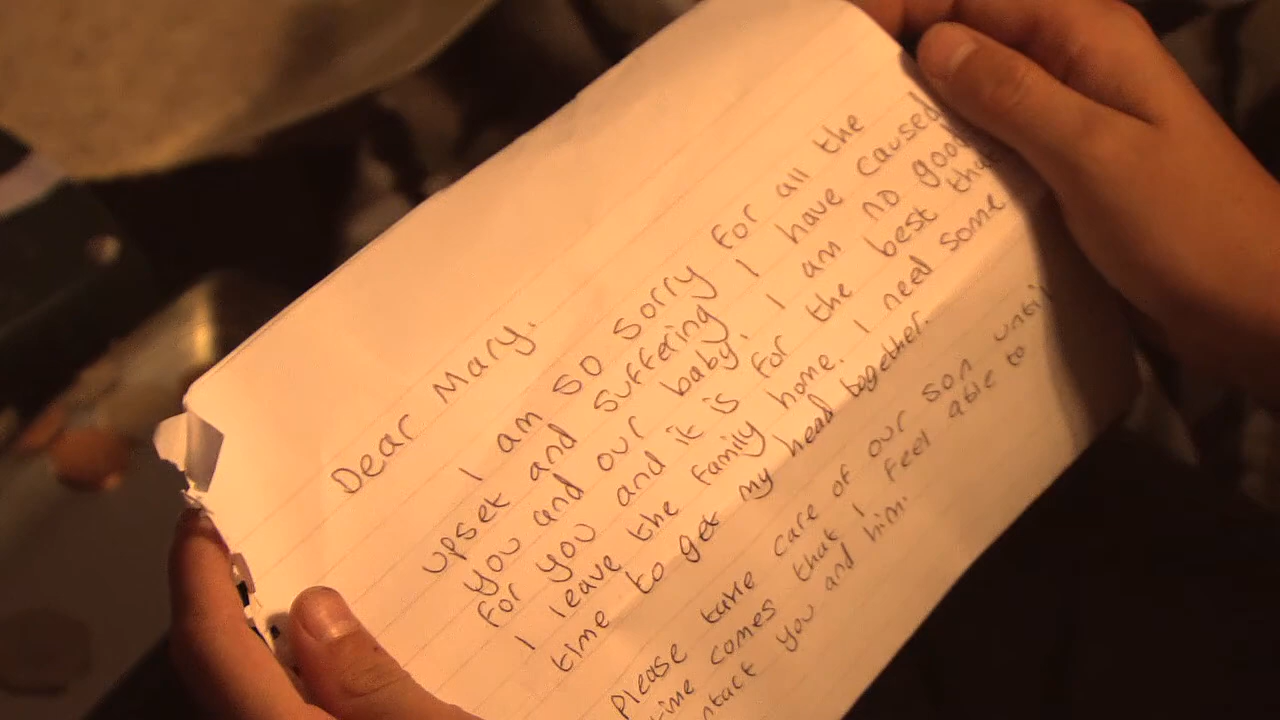 Dear Mary.
I am so sorry for all the
upset and suffering I have caused
you and our baby. I am no good
for you and it is for the best that
I leave the family home. I need some
time to get my head together.
Please take care of our son until
time comes that I feel able to
you and him.